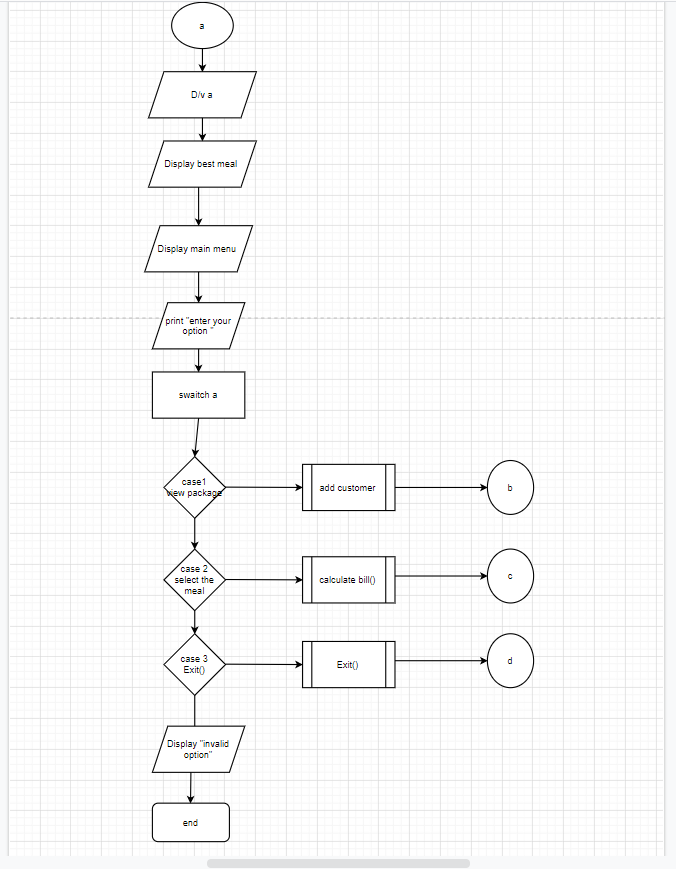 a
D/v a
Display best meal
Display main menu
print "enter your
option "
swaitch a
case1
view package
add customer
b
case 2
select the
meal
calculate bill()
c
case 3
Exit()
Exit()
d
Display "invalid
option"
end